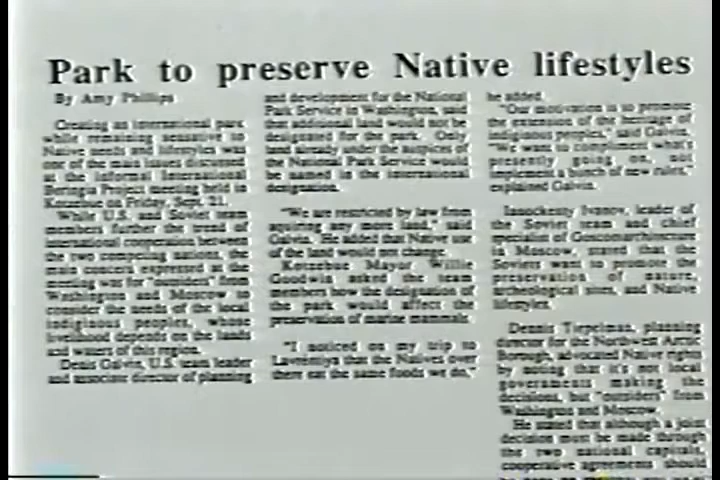 Park to preserve Native lifestyles
By Amy Phillips
Creating an international park
while remaining sensative to
Native needs and lifestyles was
one of the main issues discussed
at the Informal International
Beringia Project meeting held in
Kotzebue on Friday, Sept. 21.
While U.S. and Soviet team
members further the trend of
international cooperation between
the two competing nations, the
main concern expressed at the
meeting was for "outsiders" from
Washington and Moscow to
consider the needs of the local
indigious peoples, whose
livelihood depends on the lands
and waters of this region.
Denis Galvin, U.S. team leader
and associate director of planning
and development for the National
Park Service in Washington, said
that additional land would not be
designated for the park. Only
land already under the auspices of
the National Park Service would
be named in the international
designation.
"We are restricted by law from
aquiring any more land," said
Galvin. He added that Native use
of the land would not change.
Kotzebue Mayor Willie
Goodwin asked the team
members how the designation of
the park would affect the
preservation of marine mammals.
"I noticed on my trip to
Lavrentiya that the Natives over
there eat the same foods we do,"
he added.
"Our motivation is to promote
the extension of the heritage of
indigious peoples," said Galvin.
"We want to compliment what's
presently going on, not
implement a bunch of new rules,"
explained Galvin.
Innockenty Ivanov, leader of
the Soviet team and chief
specialist of
in Moscow, stated that the
Soviets want to promote the
preservation of nature,
archeological sites, and Native
lifestyles.
Dennis Tiepelman, planning
director for the Northwest Arctic
Borough, advocated Native rights
by noting that it's not local
governments making the
decisions, but "outsiders" from
Washington and Moscow.
He stated that although a joint
decision must be made through
the two national capitals,
cooperative agreements should